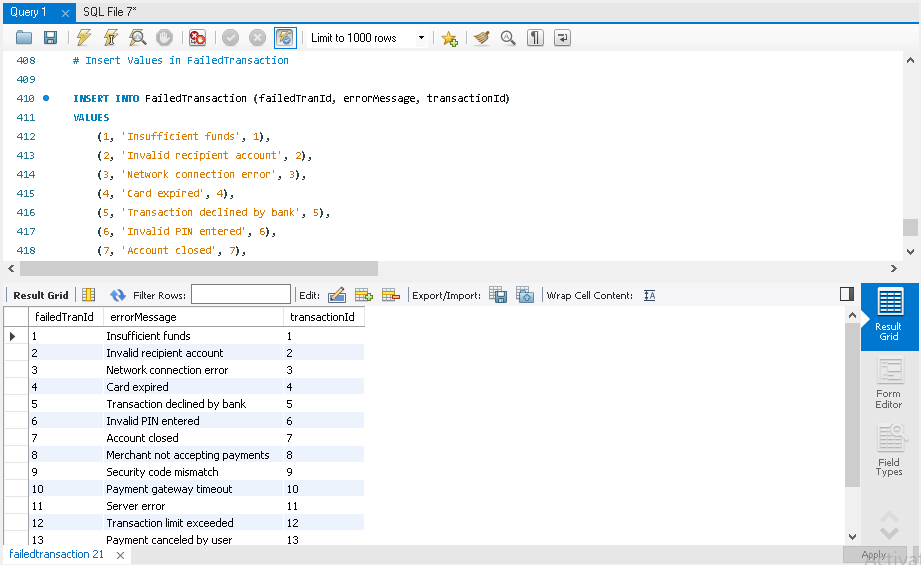 Query 1 SQL File 7*
Limit to 1000 rows
408 # Insert Values in FailedTransaction
409
410 INSERT INTO FailedTransaction (failedTranId, errorMessage, transactionId)
411 VALUES
412 (1, 'Insufficient funds', 1),
413 (2, 'Invalid recipient account', 2),
414 (3, 'Network connection error', 3),
415 (4, 'Card expired', 4),
416 (5, 'Transaction declined by bank', 5),
417 (6, 'Invalid PIN entered', 6),
418 (7, 'Account closed', 7),
Result Grid Filter Rows: Edit: Export/Import: Wrap Cell Content:
failedTranId errorMessage transactionId
1 Insufficient funds 1
2 Invalid recipient account 2
3 Network connection error 3
4 Card expired 4
5 Transaction declined by bank 5
6 Invalid PIN entered 6
7 Account closed 7
8 Merchant not accepting payments 8
9 Security code mismatch 9
10 Payment gateway timeout 10
11 Server error 11
12 Transaction limit exceeded 12
13 Payment canceled by user 13
Result
Grid
Form
Editor
Field
Types
failedtransaction 21
Apply